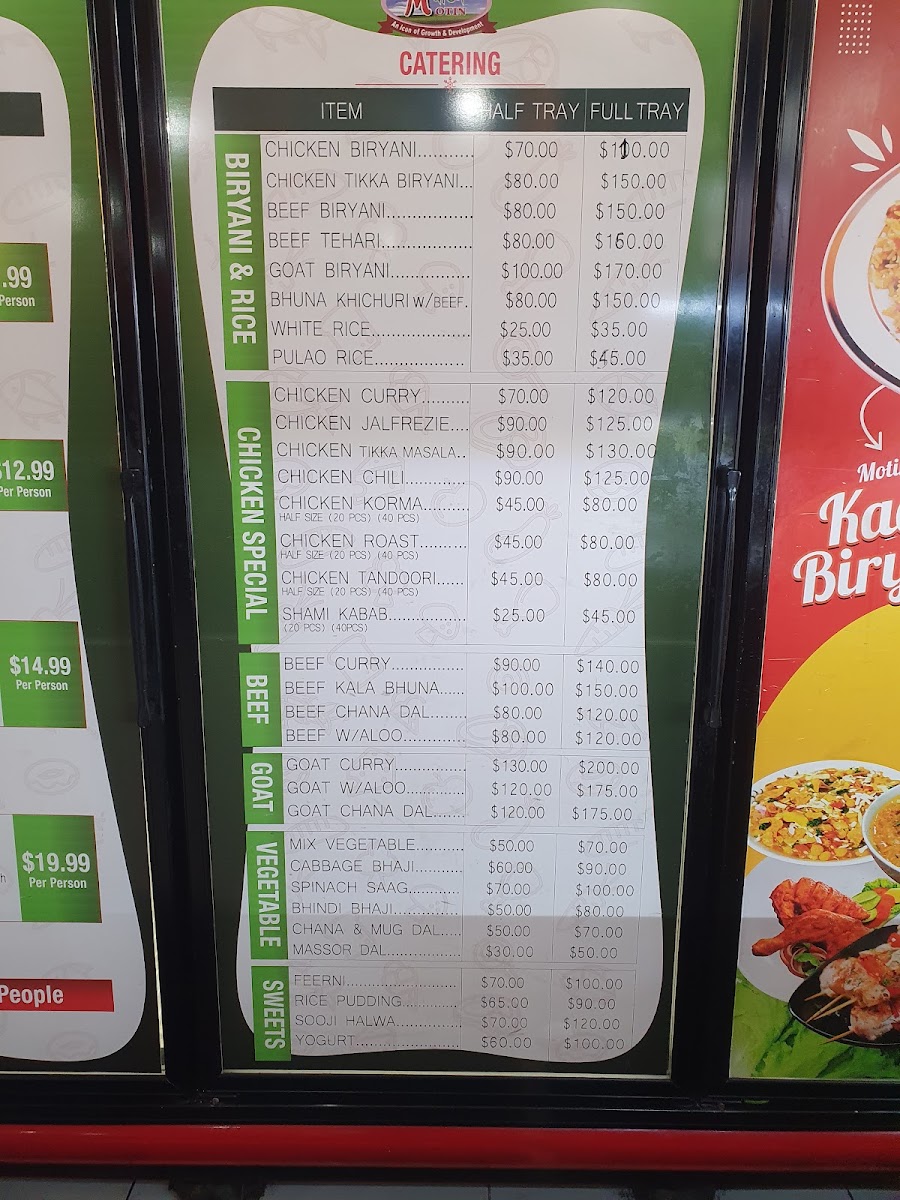 MOTIN
An Icon of Growth & Development
CATERING
ITEM HALF TRAY FULL TRAY
BIRYANI & RICE
CHICKEN BIRYANI........... $70.00
CHICKEN TIKKA BIRYANI... $80.00 $150.00
BEEF BIRYANI................. $80.00 $150.00
BEEF TEHARI.................. $80.00
GOAT BIRYANI................ $100.00 $170.00
BHUNA KHICHURI W/BEEF. $80.00 $150.00
WHITE RICE................... $25.00 $35.00
PULAO RICE.................. $35.00 $45.00
CHICKEN SPECIAL
CHICKEN CURRY.......... $70.00 $120.00
CHICKEN JALFREZIE.... $90.00 $125.00
CHICKEN TIKKA MASALA.. $90.00 $130.00
CHICKEN CHILI............. $90.00 $125.00
CHICKEN KORMA.......... $45.00 $80.00
HALF SIZE (20 PCS) (40 PCS)
CHICKEN ROAST.......... $45.00 $80.00
HALF SIZE (20 PCS) (40 PCS)
CHICKEN TANDOORI...... $45.00 $80.00
HALF SIZE (20 PCS) (40 PCS)
SHAMI KABAB................. $25.00 $45.00
(20 PCS) (40PCS)
BEEF
BEEF CURRY................ $90.00 $140.00
BEEF KALA BHUNA...... $100.00 $150.00
BEEF CHANA DAL........ $80.00 $120.00
BEEF W/ALOO.............. $80.00 $120.00
GOAT
GOAT CURRY................ $130.00 $200.00
GOAT W/ALOO.............. $120.00 $175.00
GOAT CHANA DAL........ $120.00 $175.00
VEGETABLE
MIX VEGETABLE........... $50.00 $70.00
CABBAGE BHAJI........... $60.00 $90.00
SPINACH SAAG............ $70.00 $100.00
BHINDI BHAJI............... $50.00 $80.00
CHANA & MUG DAL..... $50.00 $70.00
MASSOR DAL................. $30.00 $50.00
SWEETS
FEERNI......................... $70.00 $100.00
RICE PUDDING............. $65.00 $90.00
SOOJI HALWA............... $70.00 $120.00
YOGURT........................ $60.00 $100.00
.99
Person
$12.99
Per Person
$14.99
Per Person
$19.99
Per Person
People
Moti
Ka
Biry